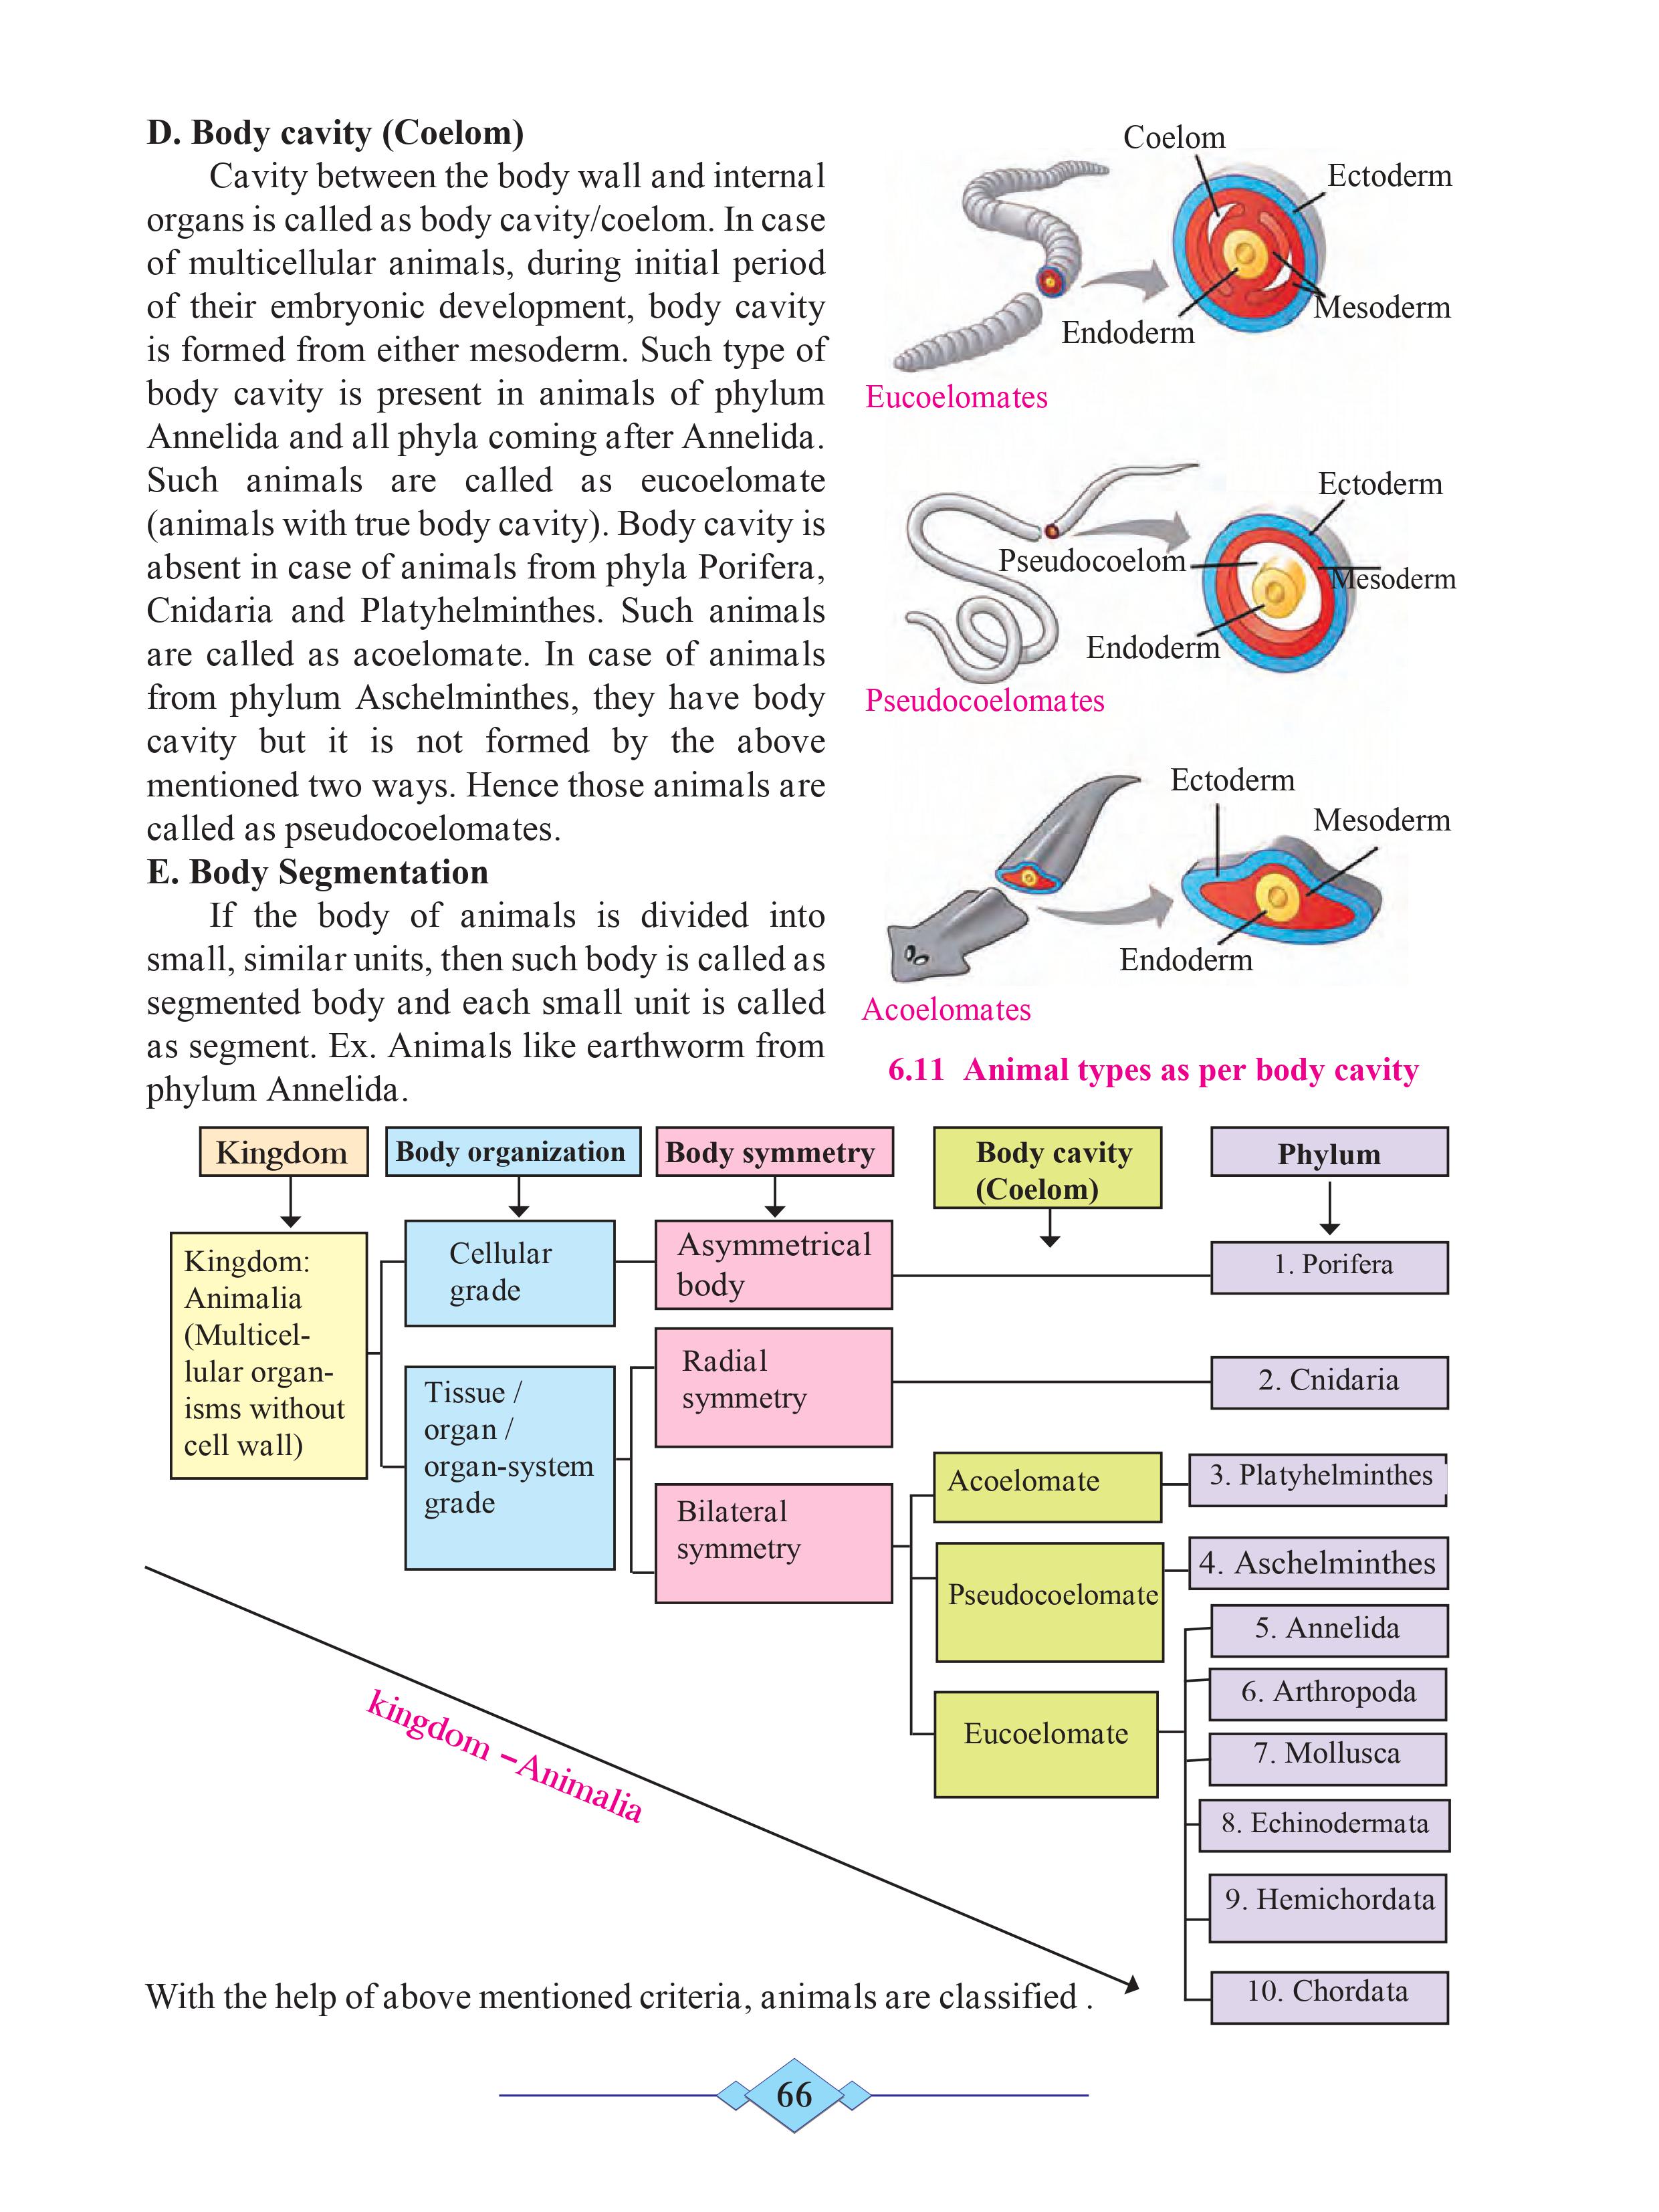 D. Body cavity (Coelom)
Cavity between the body wall and internal
organs is called as body cavity/coelom. In case
of multicellular animals, during initial period
of their embryonic development, body cavity
is formed from either mesoderm. Such type of
body cavity is present in animals of phylum
Annelida and all phyla coming after Annelida.
Such animals are called as eucoelomate
(animals with true body cavity). Body cavity is
absent in case of animals from phyla Porifera,
Cnidaria and Platyhelminthes. Such animals
are called as acoelomate. In case of animals
from phylum Aschelminthes, they have body
cavity but it is not formed by the above
mentioned two ways. Hence those animals are
called as pseudocoelomates.
E. Body Segmentation
If the body of animals is divided into
small, similar units, then such body is called as
segmented body and each small unit is called
as segment. Ex. Animals like earthworm from
phylum Annelida.
Coelom
Ectoderm
Mesoderm
Endoderm
Eucoelomates
Ectoderm
Pseudocoelom
Mesoderm
Endoderm
Pseudocoelomates
Ectoderm
Mesoderm
Endoderm
Acoelomates
6.11 Animal types as per body cavity
Kingdom
Body organization
Body symmetry
Body cavity
(Coelom)
Phylum
Kingdom:
Animalia
(Multicel-
lular organ-
isms without
cell wall)
Cellular
grade
Tissue /
organ /
organ-system
grade
Asymmetrical
body
Radial
symmetry
Bilateral
symmetry
Acoelomate
Pseudocoelomate
Eucoelomate
1. Porifera
2. Cnidaria
3. Platyhelminthes
4. Aschelminthes
5. Annelida
6. Arthropoda
7. Mollusca
8. Echinodermata
9. Hemichordata
10. Chordata
kingdom –Animalia
With the help of above mentioned criteria, animals are classified .
66